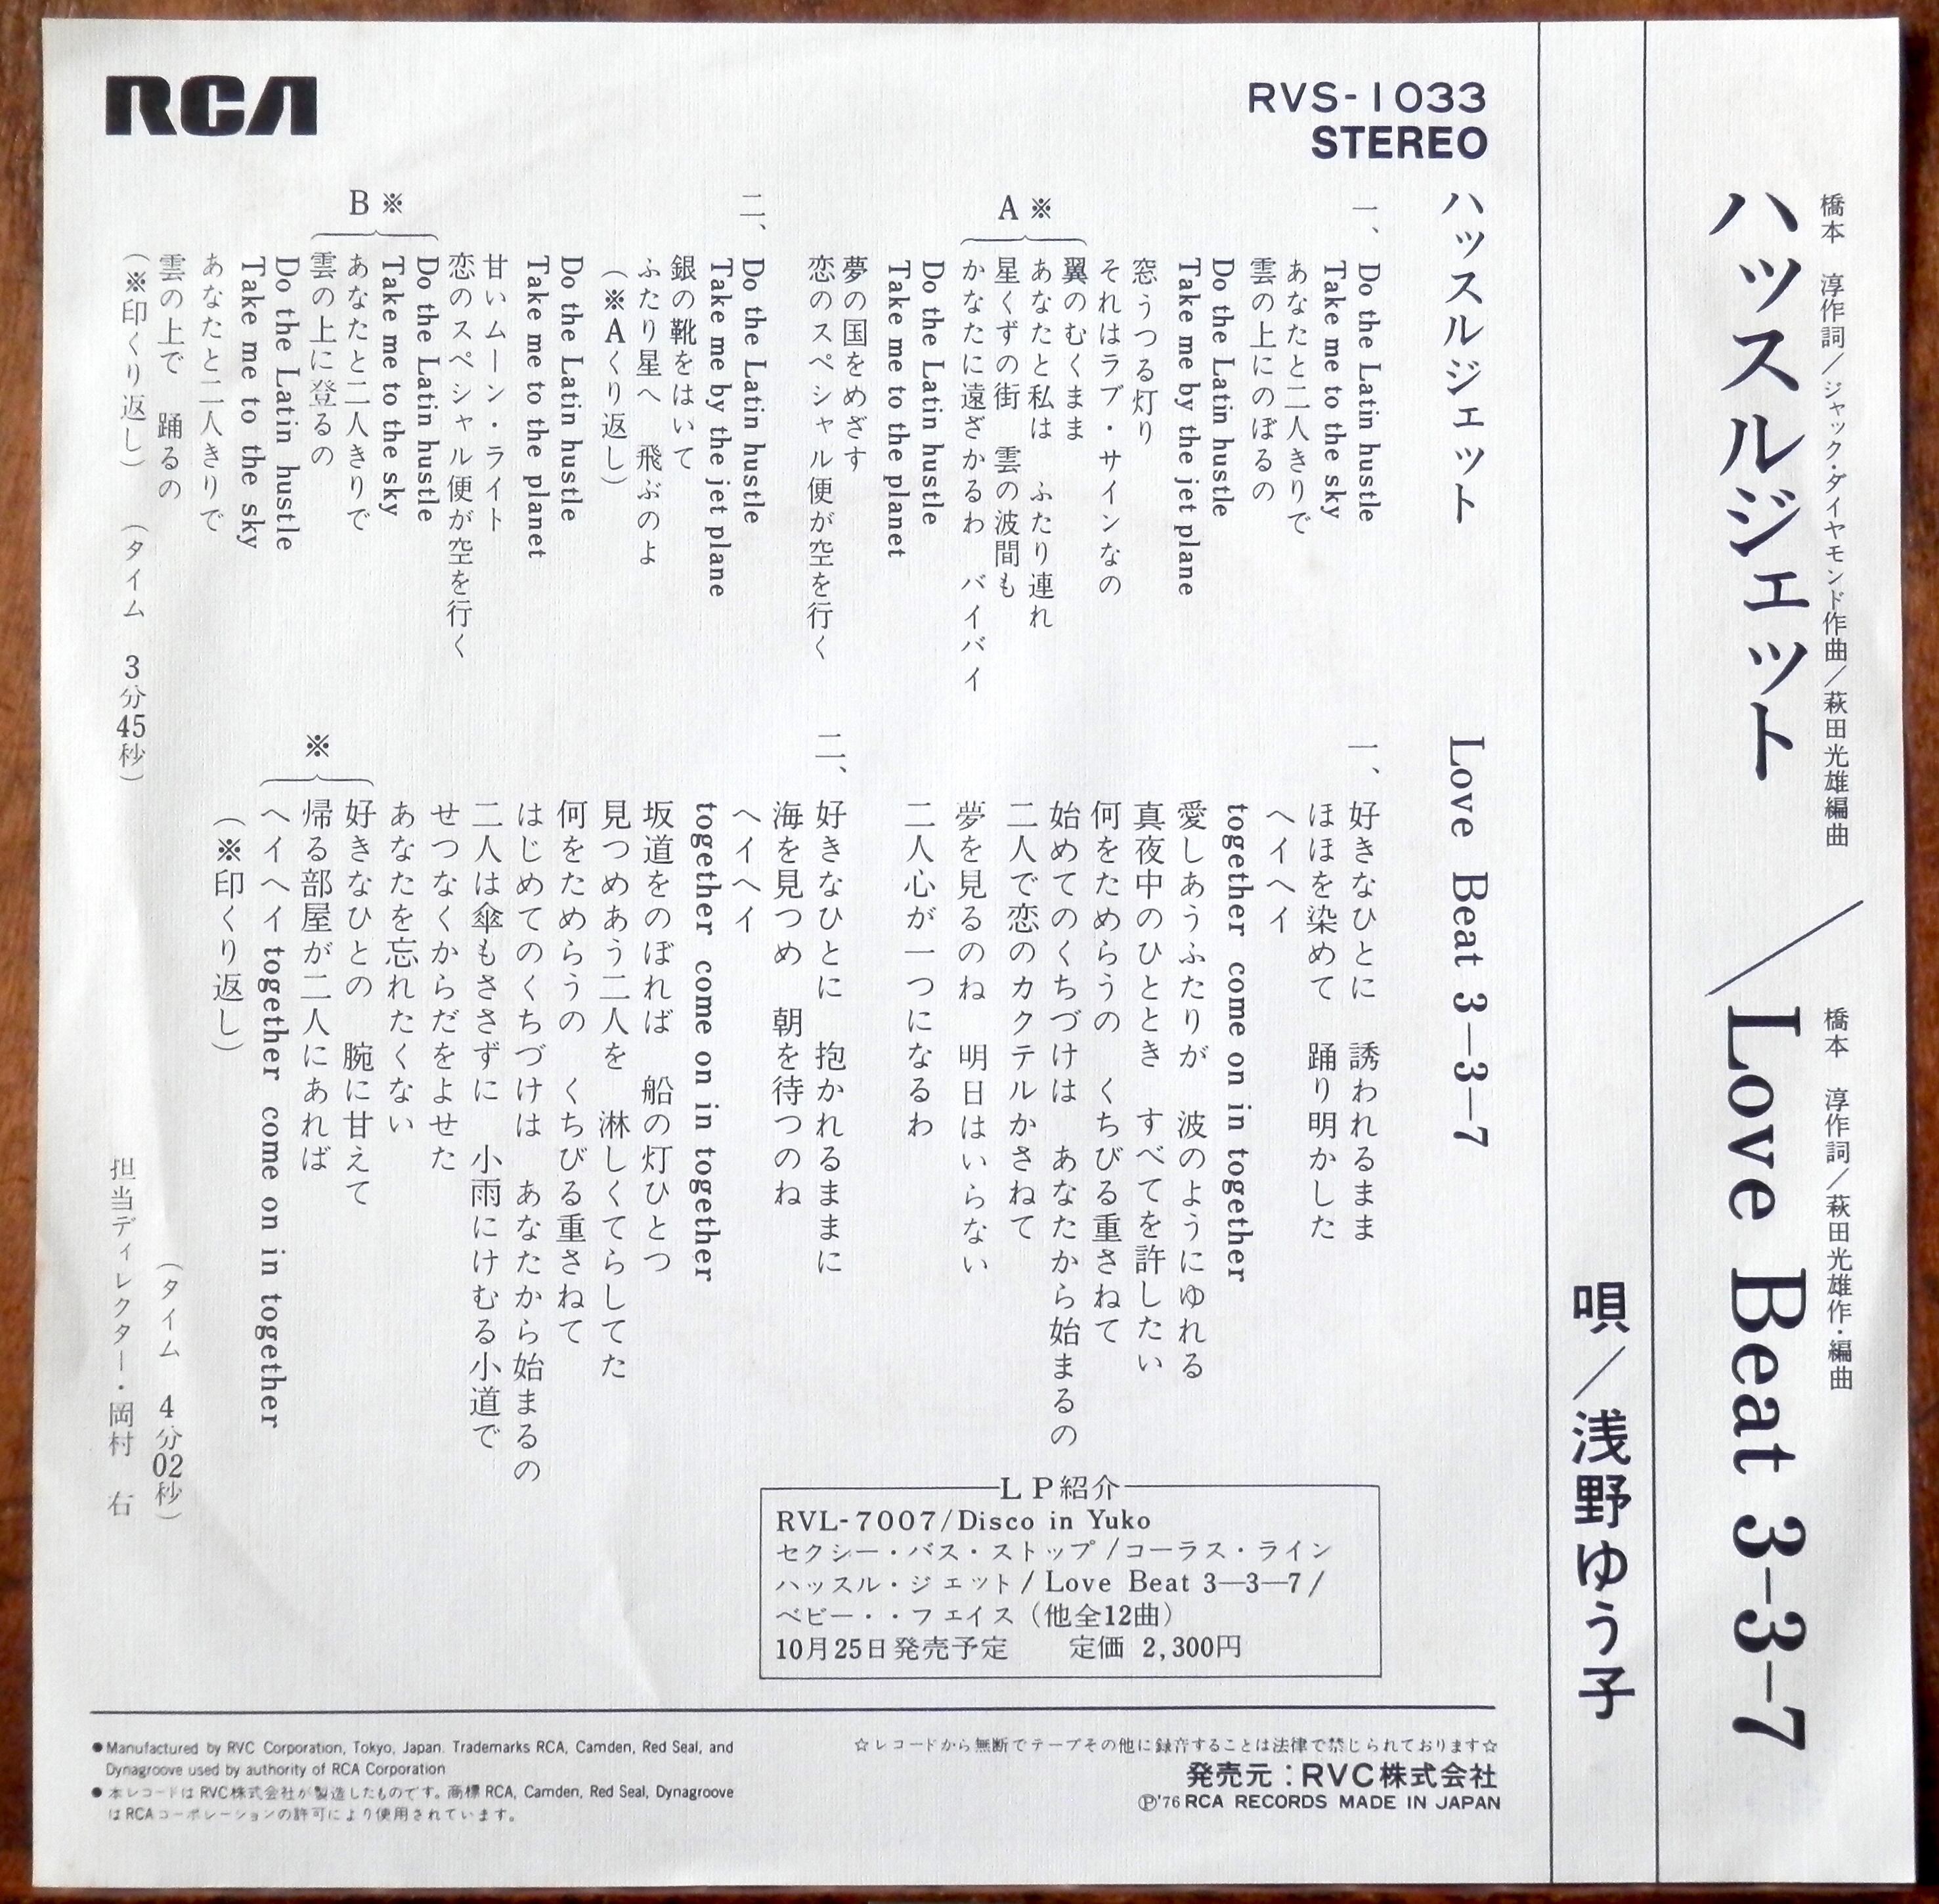 橋本 淳作詞/ジャック・ダイヤモンド作曲/萩田光雄編曲
橋本 淳作詞/萩田光雄作・編曲
ハッスルジェット/Love Beat 3-3-7
唄/浅野ゆう子
RCA
RVS-1033
STEREO
ハッスルジェット
一、
Do the Latin hustle
Take me to the sky
あなたと二人きりで
雲の上にのぼるの
Do the Latin hustle
Take me by the jet plane
窓うつる灯り
それはラブ・サインなの
A※
翼のむくまま
あなたと私は ふたり連れ
星くずの街 雲の波間も
かなたに遠ざかるわ バイバイ
Do the Latin hustle
Take me to the planet
夢の国をめざす
恋のスペシャル便が空を行く
二、
Do the Latin hustle
Take me by the jet plane
銀の靴をはいて
ふたり星へ 飛ぶのよ
(※Aくり返し)
Do the Latin hustle
Take me to the planet
甘いムーン・ライト
恋のスペシャル便が空を行く
B※
Do the Latin hustle
Take me to the sky
あなたと二人きりで
雲の上に登るの
Do the Latin hustle
Take me to the sky
あなたと二人きりで
雲の上で 踊るの
(※印くり返し) (タイム 3分45秒)
Love Beat 3-3-7
一、
好きなひとに 誘われるまま
ほほを染めて 踊り明かした
ヘイヘイ
together come on in together
愛しあうふたりが 波のようにゆれる
真夜中のひととき すべてを許したい
何をためらうの くちびる重さねて
始めてのくちづけは あなたから始まるの
二人で恋のカクテルかさねて
夢を見るのね 明日はいらない
二人心が一つになるわ
二、
好きなひとに 抱かれるままに
海を見つめ 朝を待つのね
ヘイヘイ
together come on in together
坂道をのぼれば 船の灯ひとつ
見つめあう二人を 淋しくてらしてた
何をためらうの くちびる重さねて
はじめてのくちづけは あなたから始まるの
二人は傘もささずに 小雨にけむる小道で
せつなくからだをよせた
あなたを忘れたくない
※
好きなひとの 腕に甘えて
帰る部屋が二人にあれば
ヘイヘイ together come on in together
(※印くり返し)
(タイム 4分02秒)
担当ディレクター・岡村 右
LP紹介
RVL-7007/Disco in Yuko
セクシー・バス・ストップ/コーラス・ライン
ハッスル・ジェット/Love Beat 3—3—7/
ベビー・・フェイス(他全12曲)
10月25日発売予定 定価 2,300円
●Manufactured by RVC Corporation, Tokyo, Japan. Trademarks RCA, Camden, Red Seal, and
Dynagroove used by authority of RCA Corporation
●本レコードはRVC株式会社が製造したものです。商標RCA, Camden, Red Seal, Dynagroove
はRCAコーポレーションの許可により使用されています。
☆レコードから無断でテープその他に録音することは法律で禁じられております☆
発売元:RVC株式会社
Ⓟ'76 RCA RECORDS MADE IN JAPAN